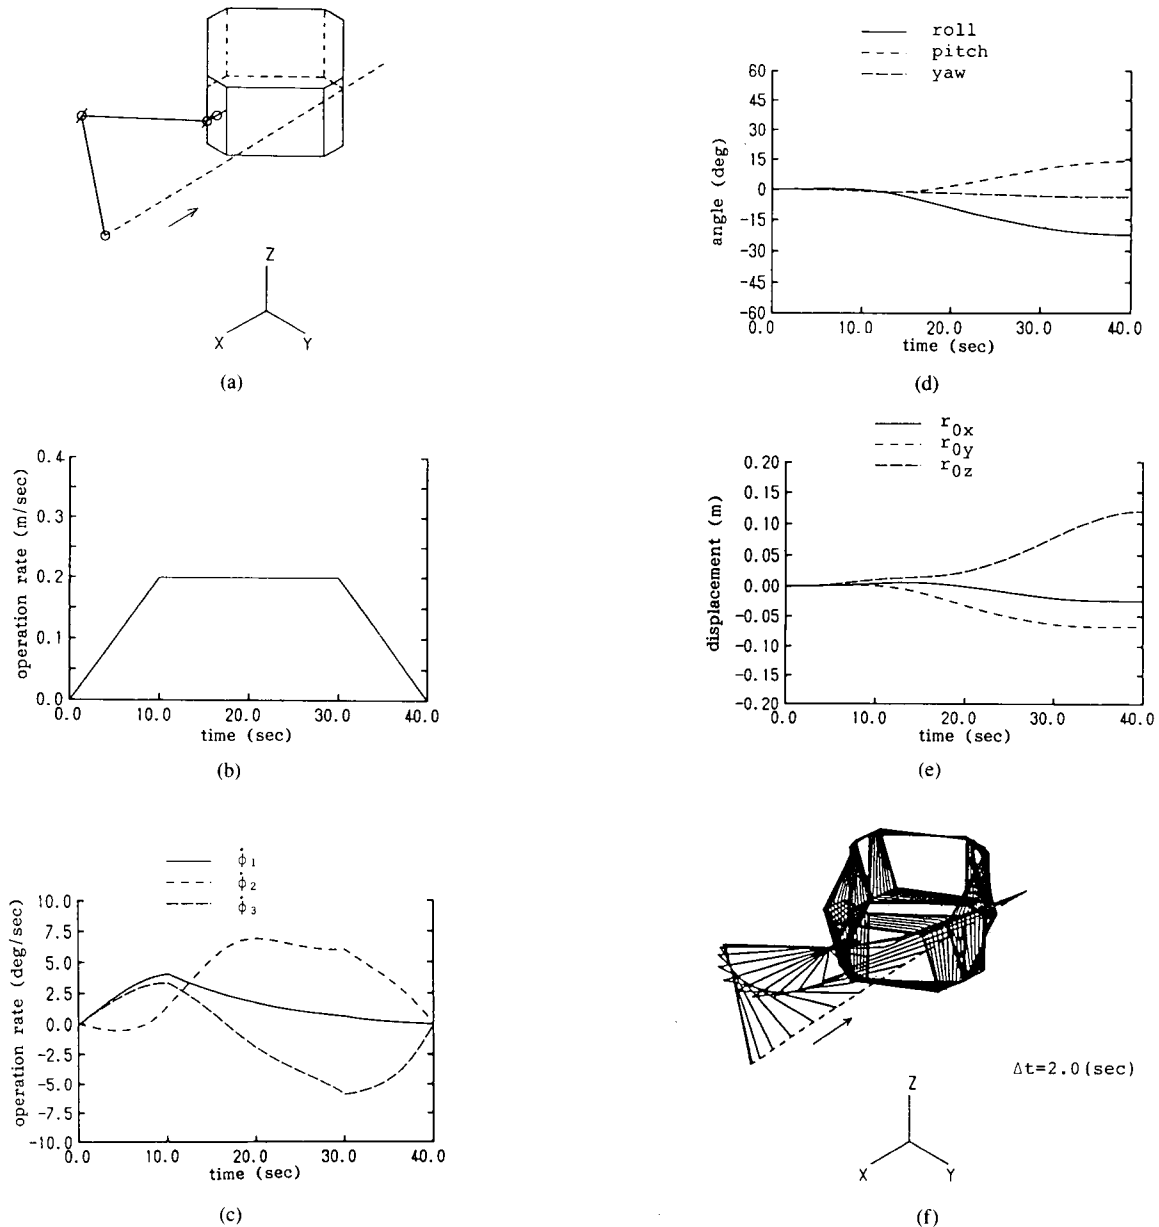 Z
X
Y
(a)
operation rate (m/sec)
0.4
0.3
0.2
0.1
0.0
0.0 10.0 20.0 30.0 40.0
time (sec)
(b)
φ̇₁
φ̇₂
φ̇₃
operation rate (deg/sec)
10.0
7.5
5.0
2.5
0.0
-2.5
-5.0
-7.5
-10.0
0.0 10.0 20.0 30.0 40.0
time (sec)
(c)
roll
pitch
yaw
angle (deg)
60
45
30
15
0
-15
-30
-45
-60
0.0 10.0 20.0 30.0 40.0
time (sec)
(d)
r₀ₓ
r0y
r0z
displacement (m)
0.20
0.15
0.10
0.05
0.00
-0.05
-0.10
-0.15
-0.20
0.0 10.0 20.0 30.0 40.0
time (sec)
(e)
Δt=2.0(sec)
Z
X
Y
(f)